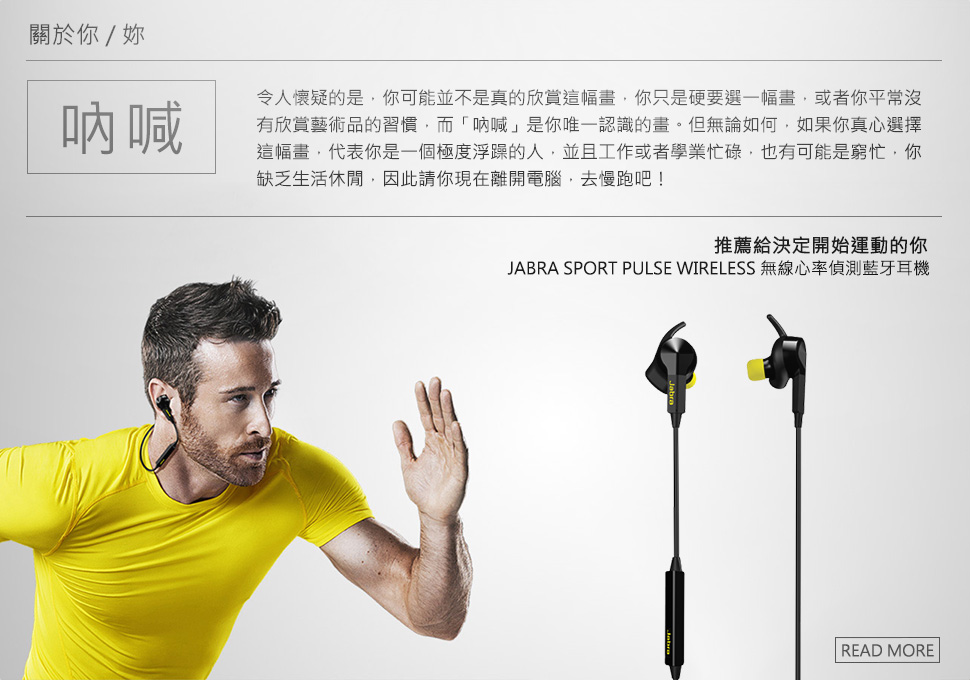 關於你 / 妳
吶喊
令人懷疑的是，你可能並不是真的欣賞這幅畫，你只是硬要選一幅畫，或者你平常沒
有欣賞藝術品的習慣，而「吶喊」是你唯一認識的畫。但無論如何，如果你真心選擇
這幅畫，代表你是一個極度浮躁的人，並且工作或者學業忙碌，也有可能是窮忙，你
缺乏生活休閒，因此請你現在離開電腦，去慢跑吧！
推薦給決定開始運動的你
JABRA SPORT PULSE WIRELESS 無線心率偵測藍牙耳機
Jabra
Jabra
READ MORE